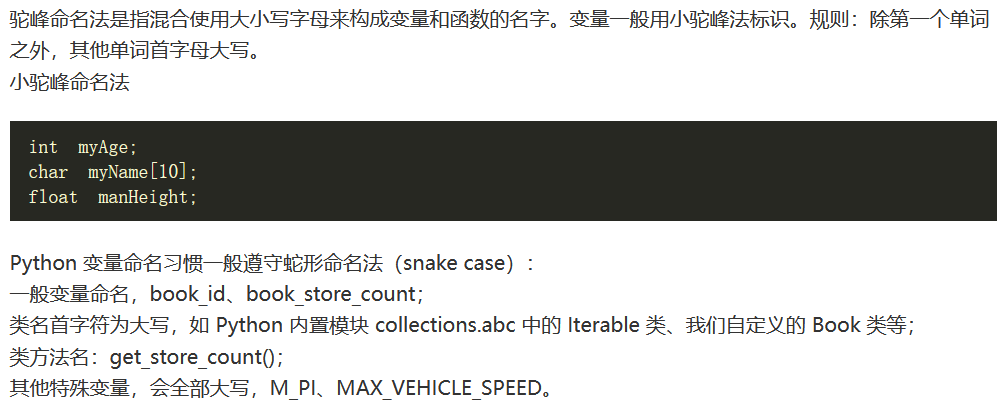 驼峰命名法是指混合使用大小写字母来构成变量和函数的名字。变量一般用小驼峰法标识。规则：除第一个单词
之外，其他单词首字母大写。
小驼峰命名法
int  myAge;
char  myName[10];
float  manHeight;
Python 变量命名习惯一般遵守蛇形命名法（snake case）：
一般变量命名，book_id、book_store_count；
类名首字符为大写，如 Python 内置模块 collections.abc 中的 Iterable 类、我们自定义的 Book 类等；
类方法名：get_store_count()；
其他特殊变量，会全部大写，M_PI、MAX_VEHICLE_SPEED。